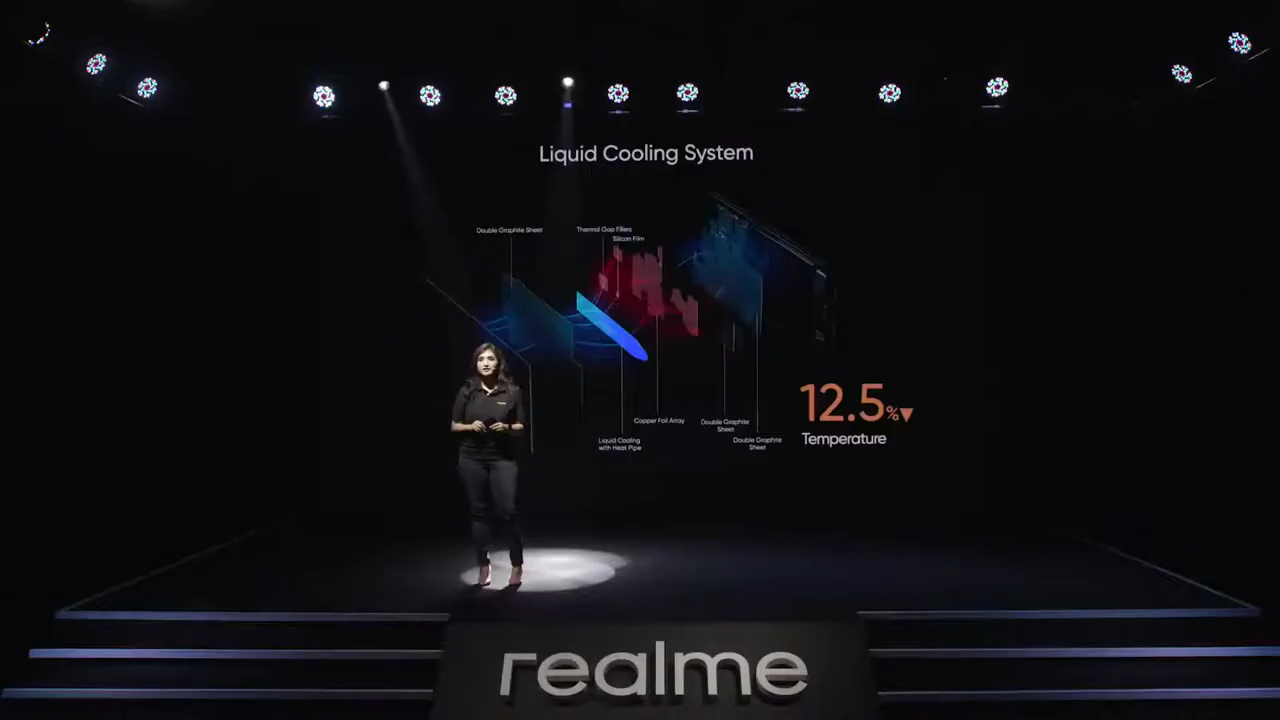 Liquid Cooling System
Double Graphite Sheet
Thermal Gap Fillers
Silicon Film
12.5%▼
Temperature
Copper Foil Array
Double Graphite
Sheet
Liquid Cooling
with Heat Pipe
Double Graphite
Sheet
realme